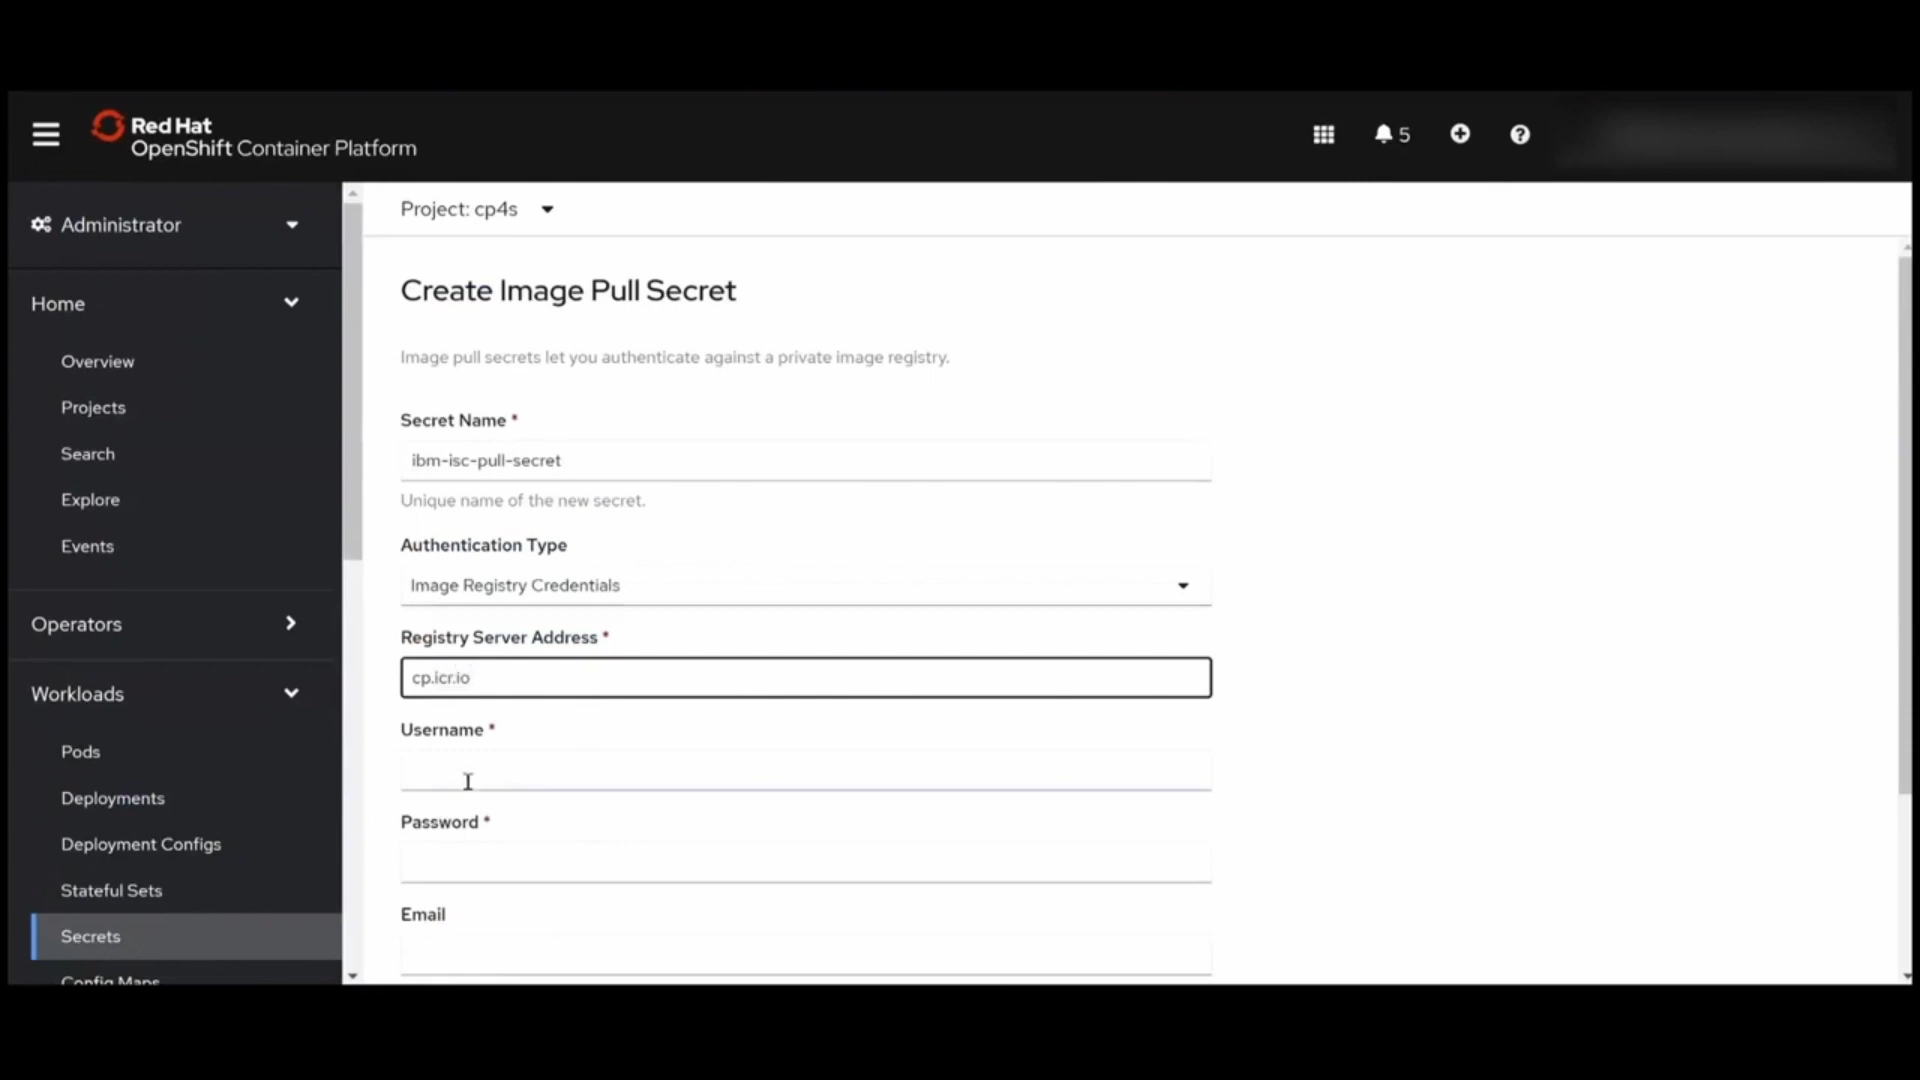 Red Hat
OpenShift Container Platform
5
Administrator
Project: cp4s
Home
Overview
Projects
Search
Explore
Events
Operators
Workloads
Pods
Deployments
Deployment Configs
Stateful Sets
Secrets
Config Maps
Create Image Pull Secret
Image pull secrets let you authenticate against a private image registry.
Secret Name *
ibm-isc-pull-secret
Unique name of the new secret.
Authentication Type
Image Registry Credentials
Registry Server Address *
cp.icr.io
Username *
Password *
Email